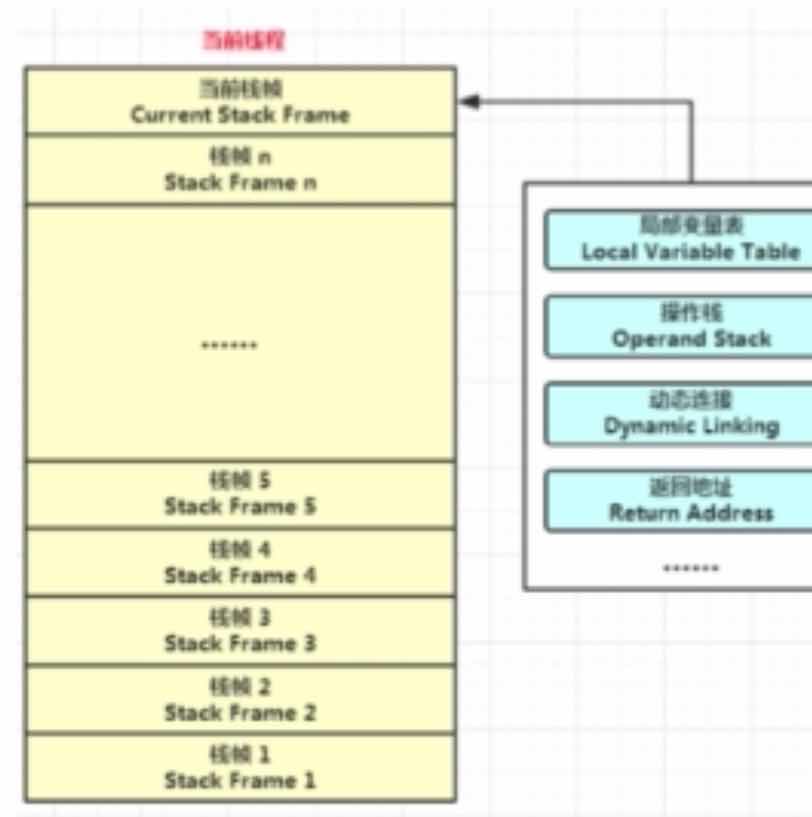 当前线程
当前栈帧
Current Stack Frame
栈帧 n
Stack Frame n
......
栈帧 5
Stack Frame 5
栈帧 4
Stack Frame 4
栈帧 3
Stack Frame 3
栈帧 2
Stack Frame 2
栈帧 1
Stack Frame 1
局部变量表
Local Variable Table
操作栈
Operand Stack
动态连接
Dynamic Linking
返回地址
Return Address
......